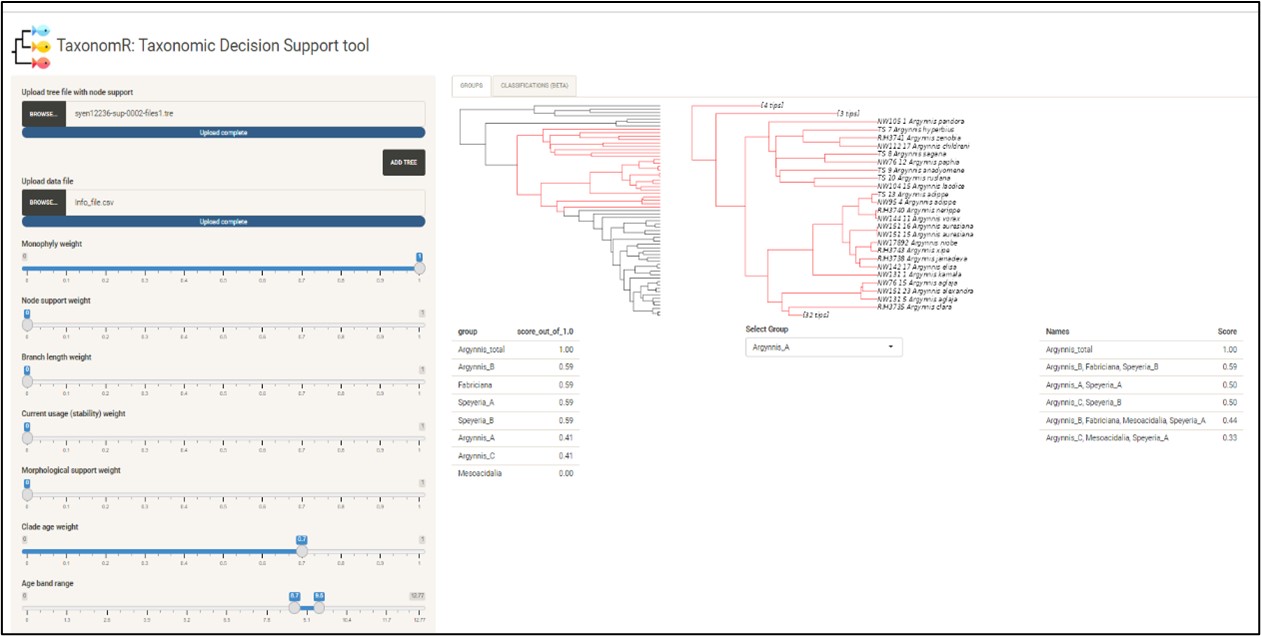 TaxonomR: Taxonomic Decision Support tool
Upload tree file with node support
BROWSE... syen12236-sup-0002-files1.tre
Upload complete
ADD TREE
Upload data file
BROWSE... info_file.csv
Upload complete
Monophyly weight
0 1
0 0.1 0.2 0.3 0.4 0.5 0.6 0.7 0.8 0.9 1
Node support weight
0 1
0 0.1 0.2 0.3 0.4 0.5 0.6 0.7 0.8 0.9 1
Branch length weight
0 1
0 0.1 0.2 0.3 0.4 0.5 0.6 0.7 0.8 0.9 1
Current usage (stability) weight
0 1
0 0.1 0.2 0.3 0.4 0.5 0.6 0.7 0.8 0.9 1
Morphological support weight
0 1
0 0.1 0.2 0.3 0.4 0.5 0.6 0.7 0.8 0.9 1
Clade age weight
0 0.7 1
0 0.1 0.2 0.3 0.4 0.5 0.6 0.7 0.8 0.9 1
Age band range
0 12.77
0 1.3 2.6 3.9 5.2 6.5 7.8 9.1 10.4 11.7 12.77
GROUPS CLASSIFICATIONS (BETA)
[4 tips]
[3 tips]
NW105 1 Argynnis pandora
TS 7 Argynnis hyperbius
RJH3741 Argynnis zenobia
NW112 17 Argynnis childreni
TS 8 Argynnis sagana
NW76 12 Argynnis paphia
TS 9 Argynnis anadyomene
TS 10 Argynnis ruslana
NW104 15 Argynnis laodice
TS 13 Argynnis adippe
NW95 4 Argynnis adippe
RJH3740 Argynnis nerippe
NW144 11 Argynnis vorax
NW151 16 Argynnis auresiana
NW151 15 Argynnis auresiana
NW17892 Argynnis niobe
RJH3743 Argynnis xipe
RJH3738 Argynnis jainadeva
NW142 17 Argynnis elisa
NW131 1 Argynnis kamala
NW76 15 Argynnis aglaja
NW151 23 Argynnis alexandra
NW131 5 Argynnis aglaja
RJH3735 Argynnis clara
[32 tips]
group score_out_of_1.0
Argynnis_total 1.00
Argynnis_B 0.59
Fabriciana 0.59
Speyeria_A 0.59
Speyeria_B 0.59
Argynnis_A 0.41
Argynnis_C 0.41
Mesoacidalia 0.00
Select Group
Argynnis_A
Names Score
Argynnis_total 1.00
Argynnis_B, Fabriciana, Speyeria_B 0.59
Argynnis_A, Speyeria_A 0.50
Argynnis_C, Speyeria_B 0.50
Argynnis_B, Fabriciana, Mesoacidalia, Speyeria_A 0.44
Argynnis_C, Mesoacidalia, Speyeria_A 0.33